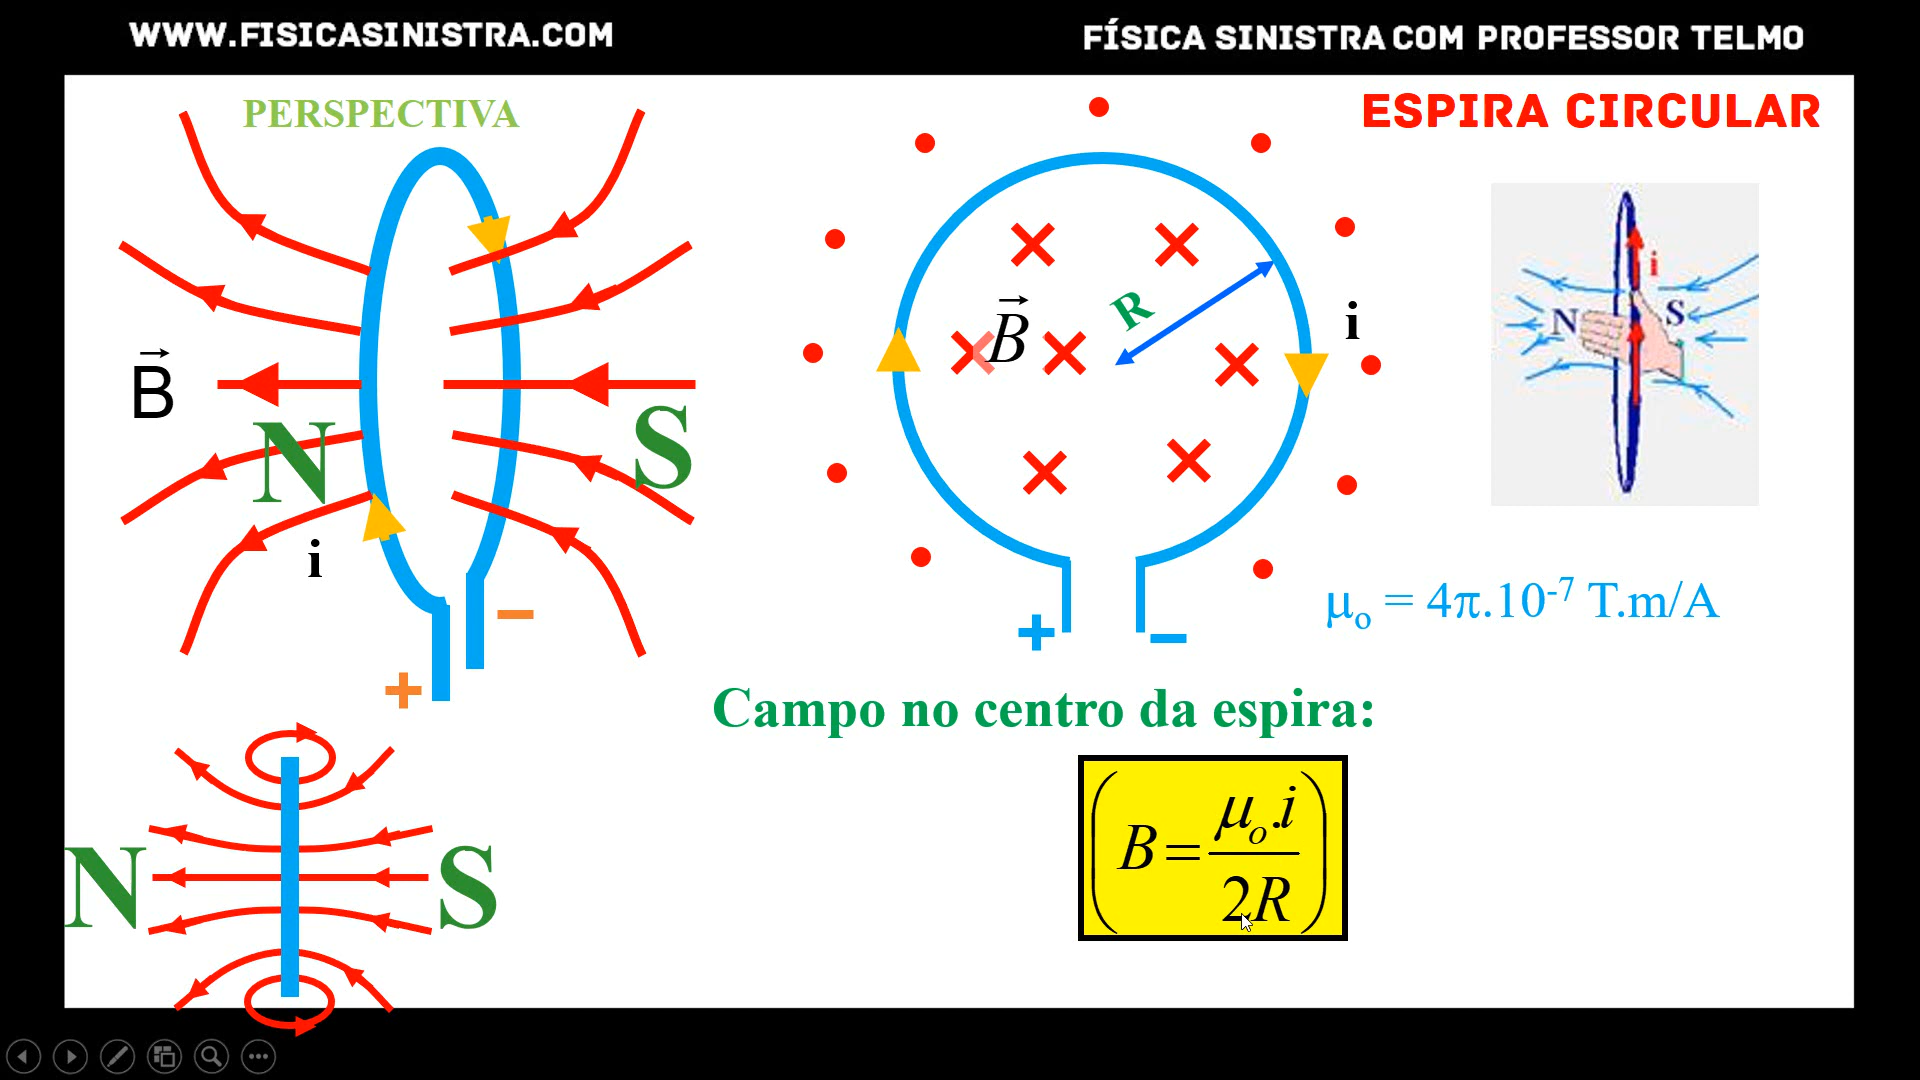 WWW.FISICASINISTRA.COM
FÍSICA SINISTRA COM PROFESSOR TELMO
PERSPECTIVA
ESPIRA CIRCULAR
B
N
S
i
+
−
B
R
i
+
−
N
i
S
μo = 4π.10-7 T.m/A
Campo no centro da espira:
(B = μo.i / 2R)
N
S